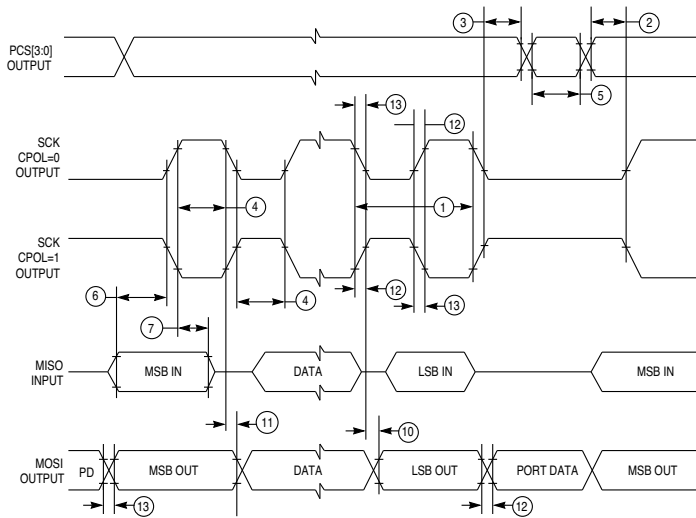 3
2
PCS[3:0]
OUTPUT
5
13
12
SCK
CPOL=0
OUTPUT
4
1
SCK
CPOL=1
OUTPUT
6
4
12
13
7
MISO
INPUT
MSB IN
DATA
LSB IN
MSB IN
11
10
MOSI
OUTPUT
PD
MSB OUT
DATA
LSB OUT
PORT DATA
MSB OUT
13
12